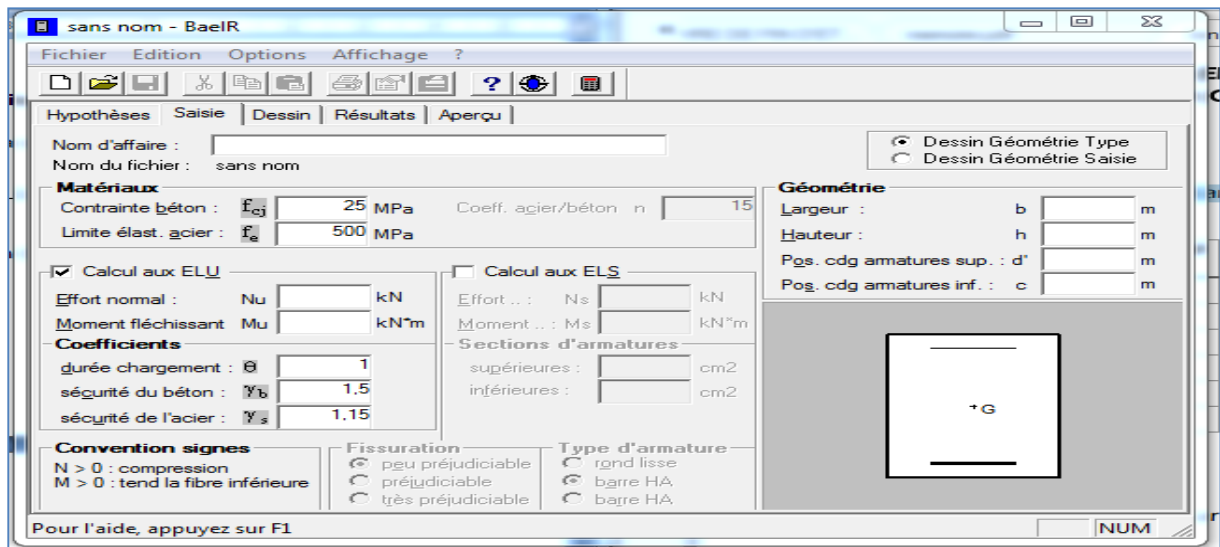 sans nom - BaelR
Fichier Edition Options Affichage ?
Hypothèses Saisie Dessin Résultats Aperçu
Nom d'affaire :
Nom du fichier : sans nom
Dessin Géométrie Type
Dessin Géométrie Saisie
Matériaux
Contrainte béton : fcj 25 MPa Coeff. acier/béton n 15
Limite élast. acier : fe 500 MPa
Géométrie
Largeur : b m
Hauteur : h m
Pos. cdg armatures sup. : d' m
Pos. cdg armatures inf. : c m
Calcul aux ELU
Effort normal : Nu kN
Moment fléchissant Mu kN*m
Calcul aux ELS
Effort .. : Ns kN
Moment .. : Ms kN*m
Coefficients
durée chargement : θ 1
sécurité du béton : γb 1.5
sécurité de l'acier : γs 1.15
Sections d'armatures
supérieures : cm2
inférieures : cm2
+G
Convention signes
N > 0 : compression
M > 0 : tend la fibre inférieure
Fissuration
peu préjudiciable
préjudiciable
très préjudiciable
Type d'armature
rond lisse
barre HA
barre HA
Pour l'aide, appuyez sur F1 NUM